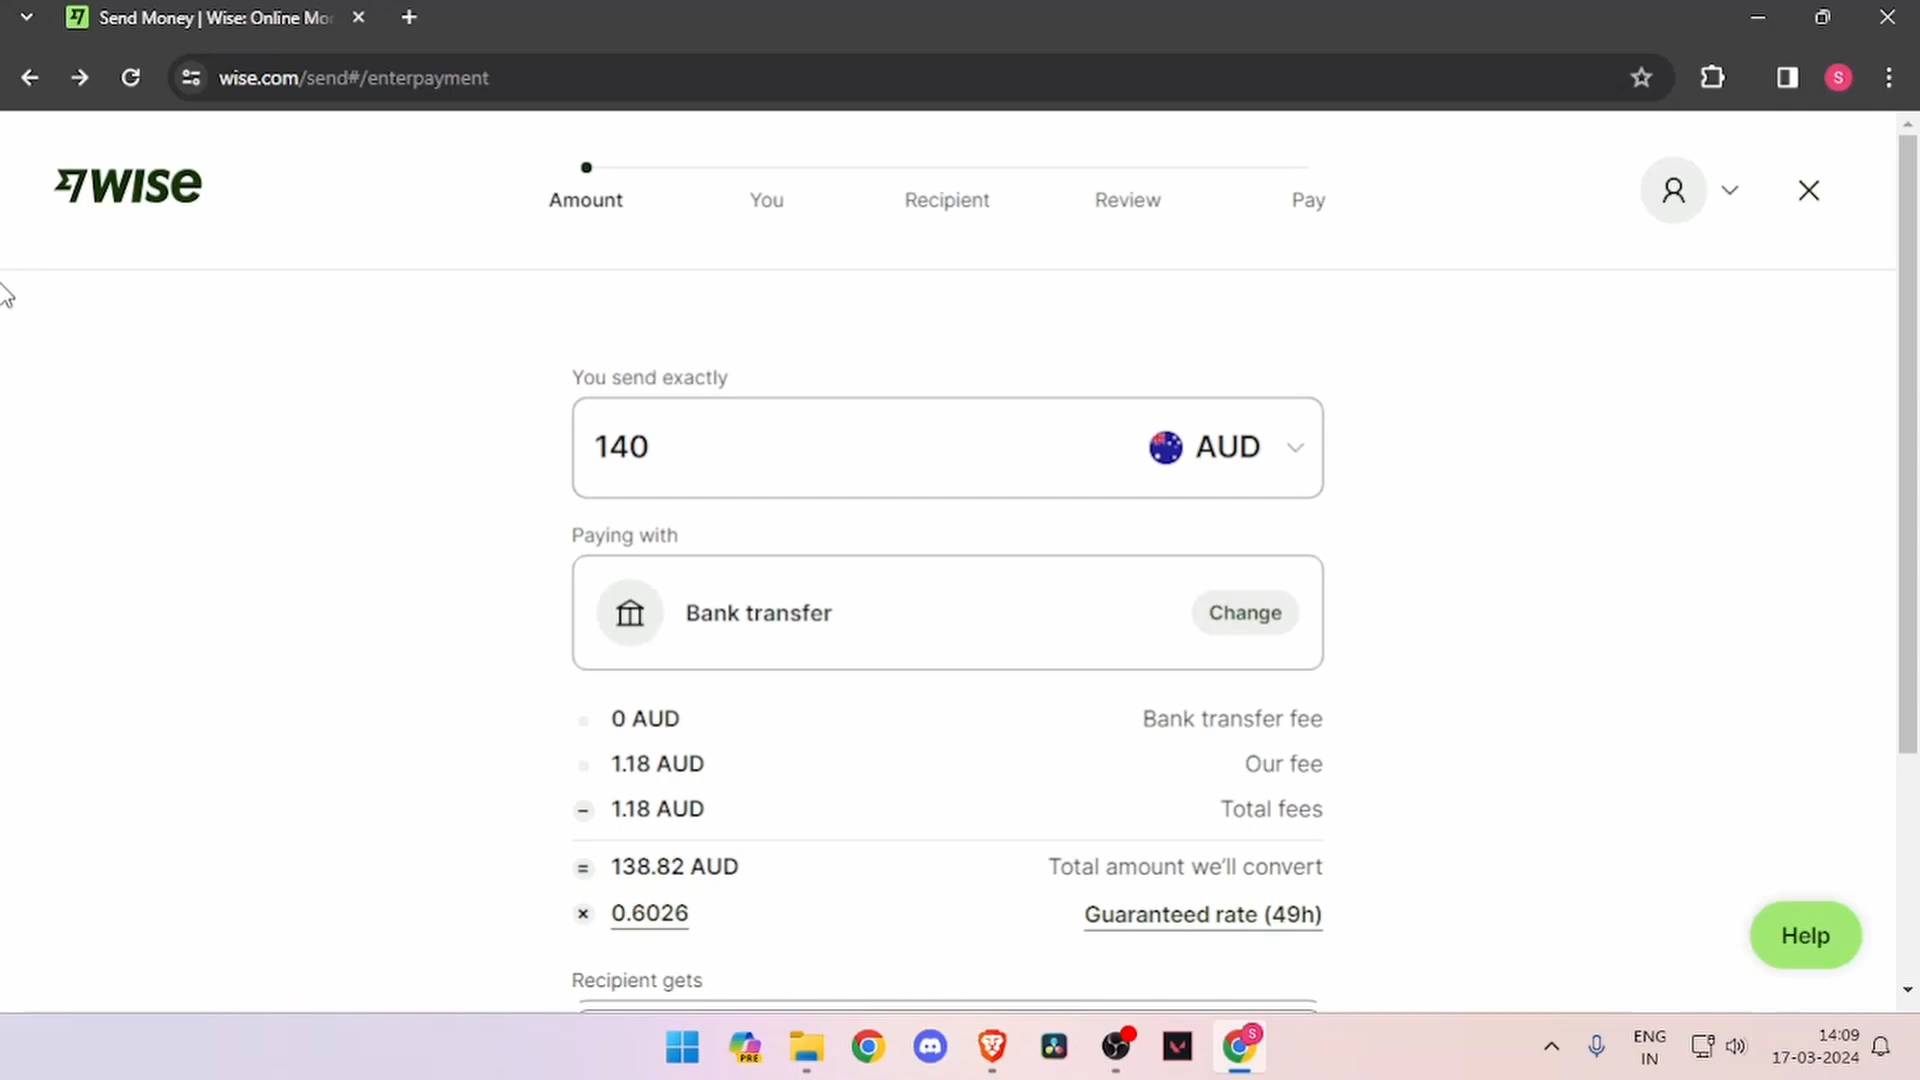 Send Money | Wise: Online Mo
wise.com/send#/enterpayment
S
WISE
Amount
You
Recipient
Review
Pay
You send exactly
140
AUD
Paying with
Bank transfer
Change
0 AUD Bank transfer fee
1.18 AUD Our fee
− 1.18 AUD Total fees
= 138.82 AUD Total amount we'll convert
× 0.6026 Guaranteed rate (49h)
Help
Recipient gets
PRE
S
ENG
IN
14:09
17-03-2024